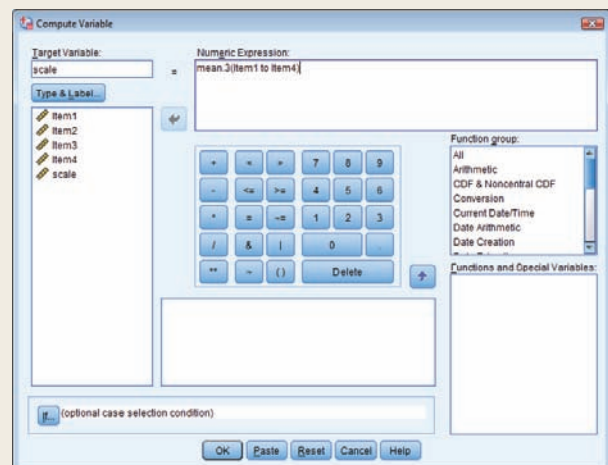 Compute Variable
Target Variable:
scale
=
Numeric Expression:
mean.3(Item1 to Item4)
Type & Label...
Item1
Item2
Item3
Item4
scale
+ < > 7 8 9
- <= >= 4 5 6
* = ~= 1 2 3
/ & | 0 .
** ~ ( ) Delete
Function group:
All
Arithmetic
CDF & Noncentral CDF
Conversion
Current Date/Time
Date Arithmetic
Date Creation
Functions and Special Variables:
If... (optional case selection condition)
OK Paste Reset Cancel Help